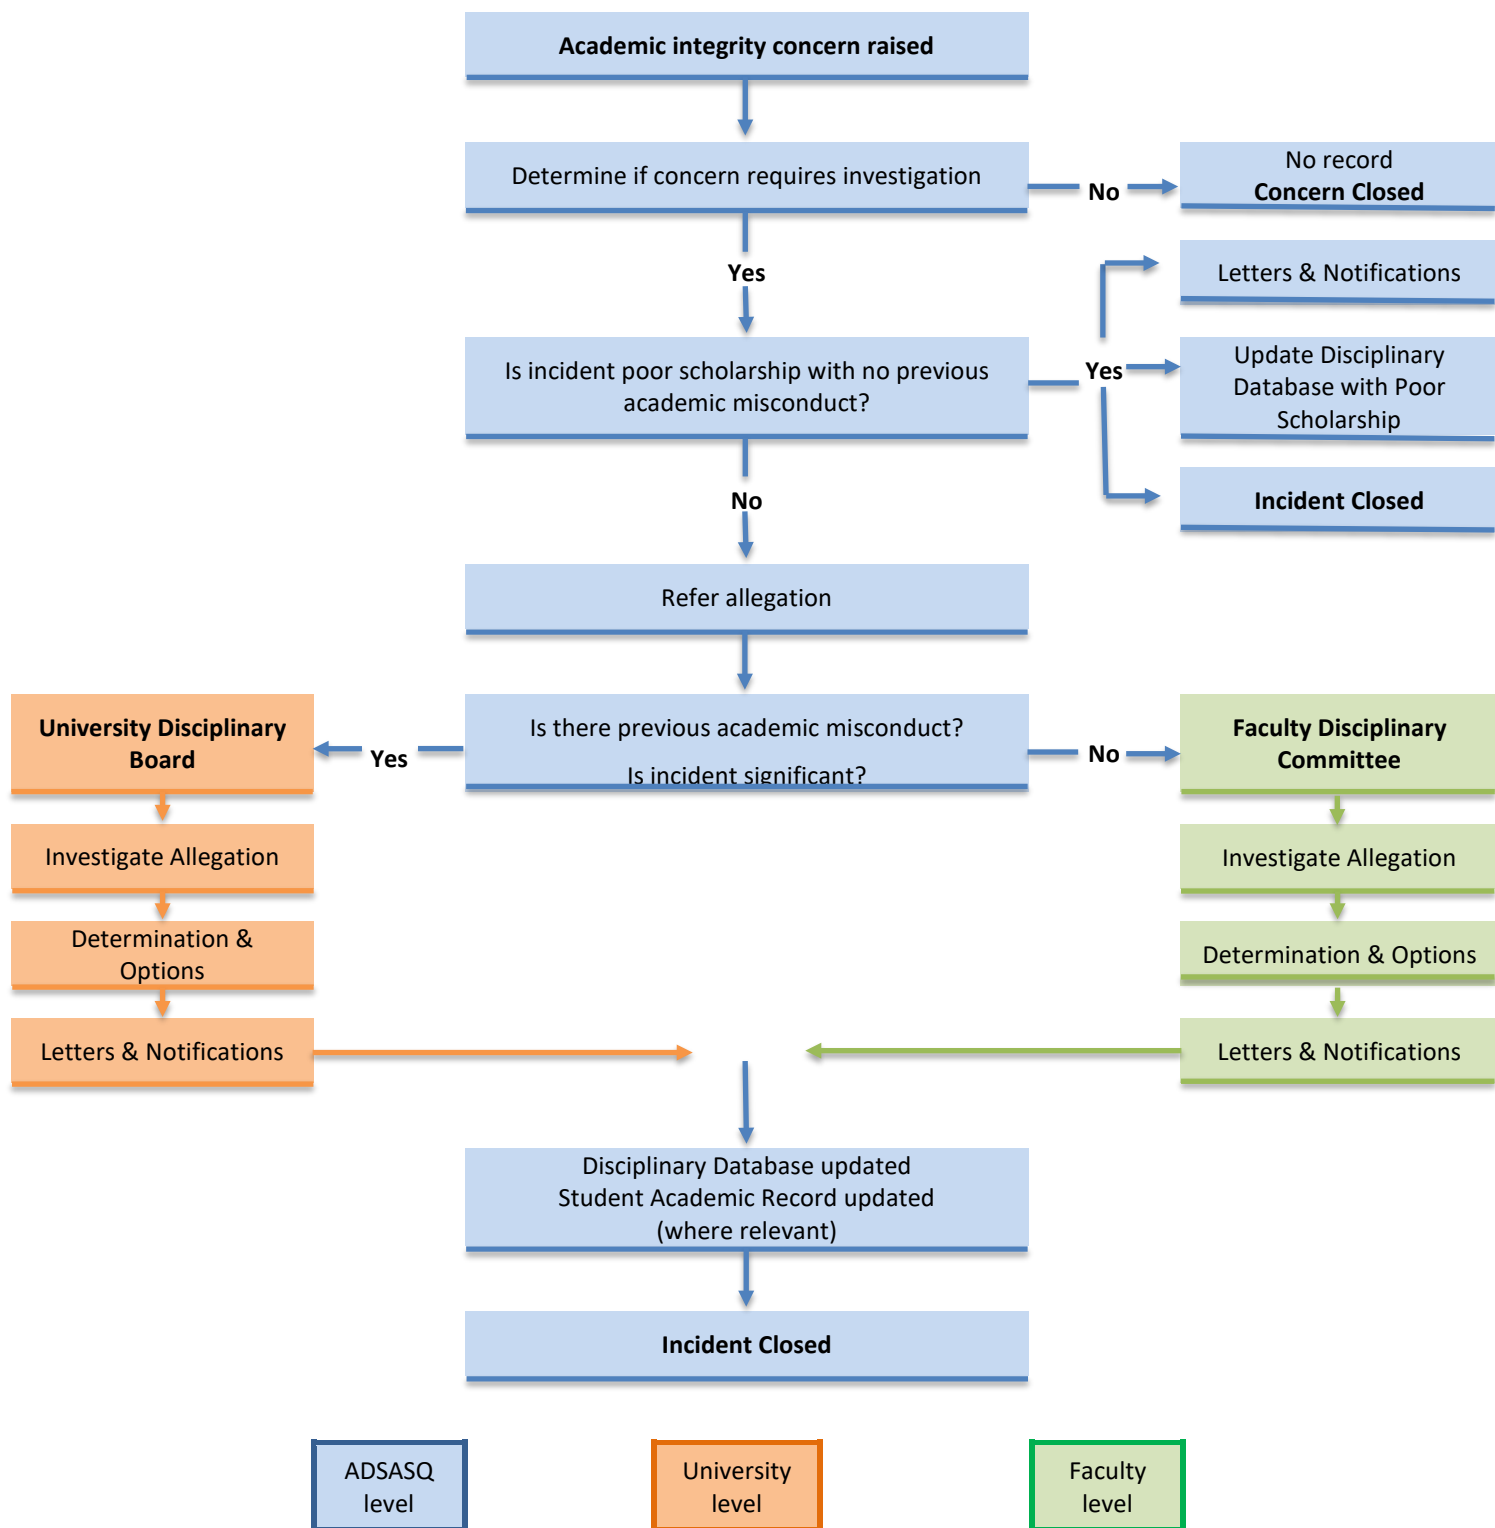 Academic integrity concern raised
Determine if concern requires investigation
No
No record
Concern Closed
Yes
Letters & Notifications
Is incident poor scholarship with no previous
academic misconduct?
Yes
Update Disciplinary
Database with Poor
Scholarship
Incident Closed
No
Refer allegation
University Disciplinary
Board
Yes
Is there previous academic misconduct?
Is incident significant?
No
Faculty Disciplinary
Committee
Investigate Allegation
Investigate Allegation
Determination &
Options
Determination & Options
Letters & Notifications
Letters & Notifications
Disciplinary Database updated
Student Academic Record updated
(where relevant)
Incident Closed
ADSASQ
level
University
level
Faculty
level